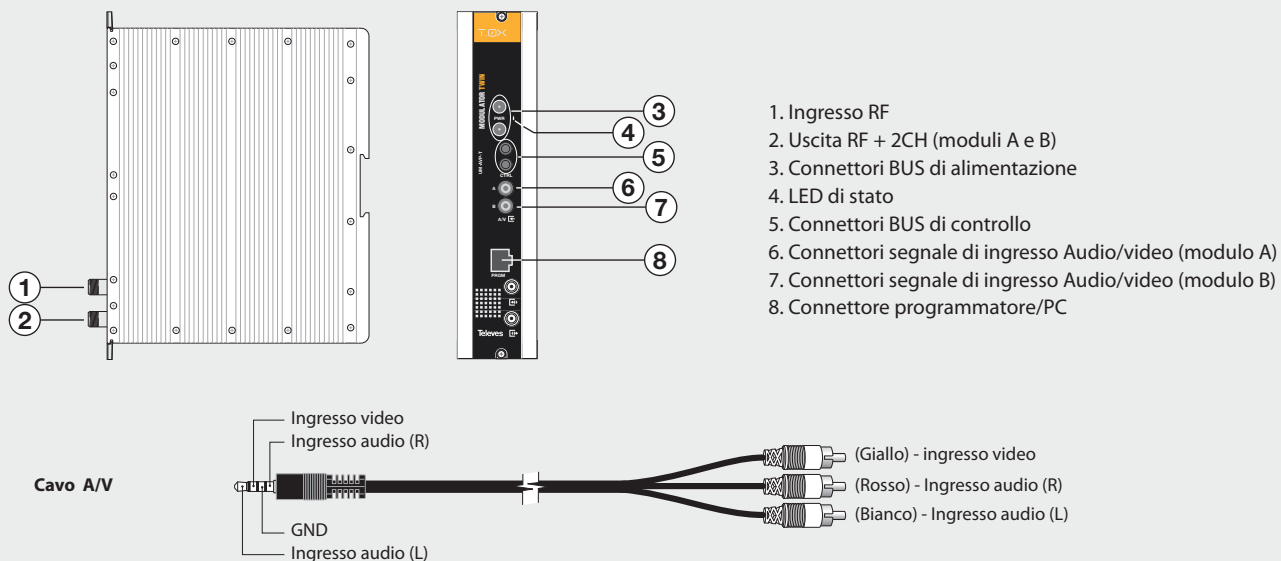 T.0X
MODULATOR TWIN
UM AVP-T
PWR
CTRL
A
B
A/V
PRGM
Televes
1
2
3
4
5
6
7
8
1. Ingresso RF
2. Uscita RF + 2CH (moduli A e B)
3. Connettori BUS di alimentazione
4. LED di stato
5. Connettori BUS di controllo
6. Connettori segnale di ingresso Audio/video (modulo A)
7. Connettori segnale di ingresso Audio/video (modulo B)
8. Connettore programmatore/PC
Cavo A/V
Ingresso video
Ingresso audio (R)
GND
Ingresso audio (L)
(Giallo) - ingresso video
(Rosso) - Ingresso audio (R)
(Bianco) - Ingresso audio (L)